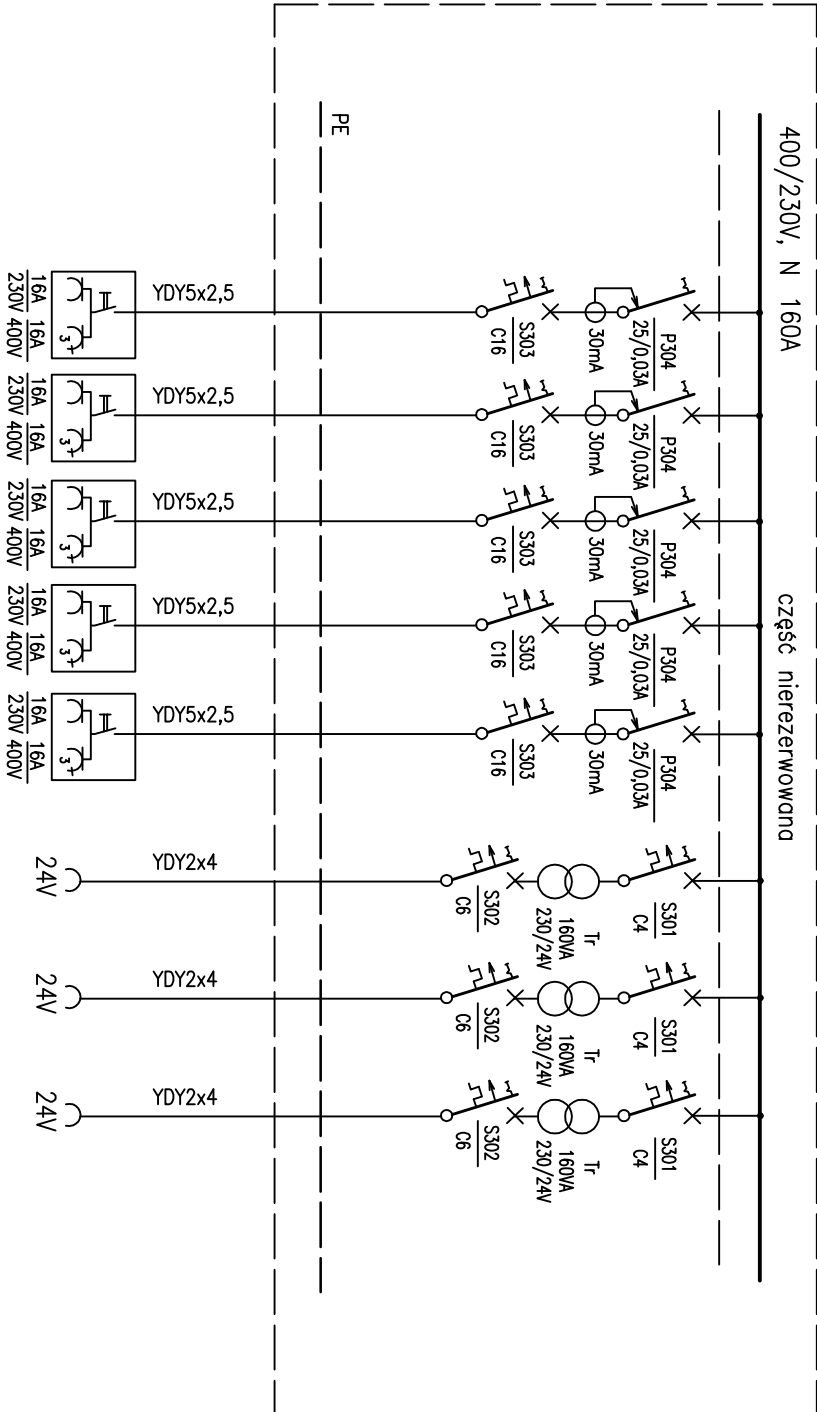 400/230V, N 160A
część nierezerwowana
PE
P304
25/0,03A
30mA
S303
C16
YDY5x2,5
3
16A 16A
230V 400V
P304
25/0,03A
30mA
S303
C16
YDY5x2,5
3
16A 16A
230V 400V
P304
25/0,03A
30mA
S303
C16
YDY5x2,5
3
16A 16A
230V 400V
P304
25/0,03A
30mA
S303
C16
YDY5x2,5
3
16A 16A
230V 400V
P304
25/0,03A
30mA
S303
C16
YDY5x2,5
3
16A 16A
230V 400V
S301
C4
Tr
160VA
230/24V
S302
C6
YDY2x4
24V
S301
C4
Tr
160VA
230/24V
S302
C6
YDY2x4
24V
S301
C4
Tr
160VA
230/24V
S302
C6
YDY2x4
24V